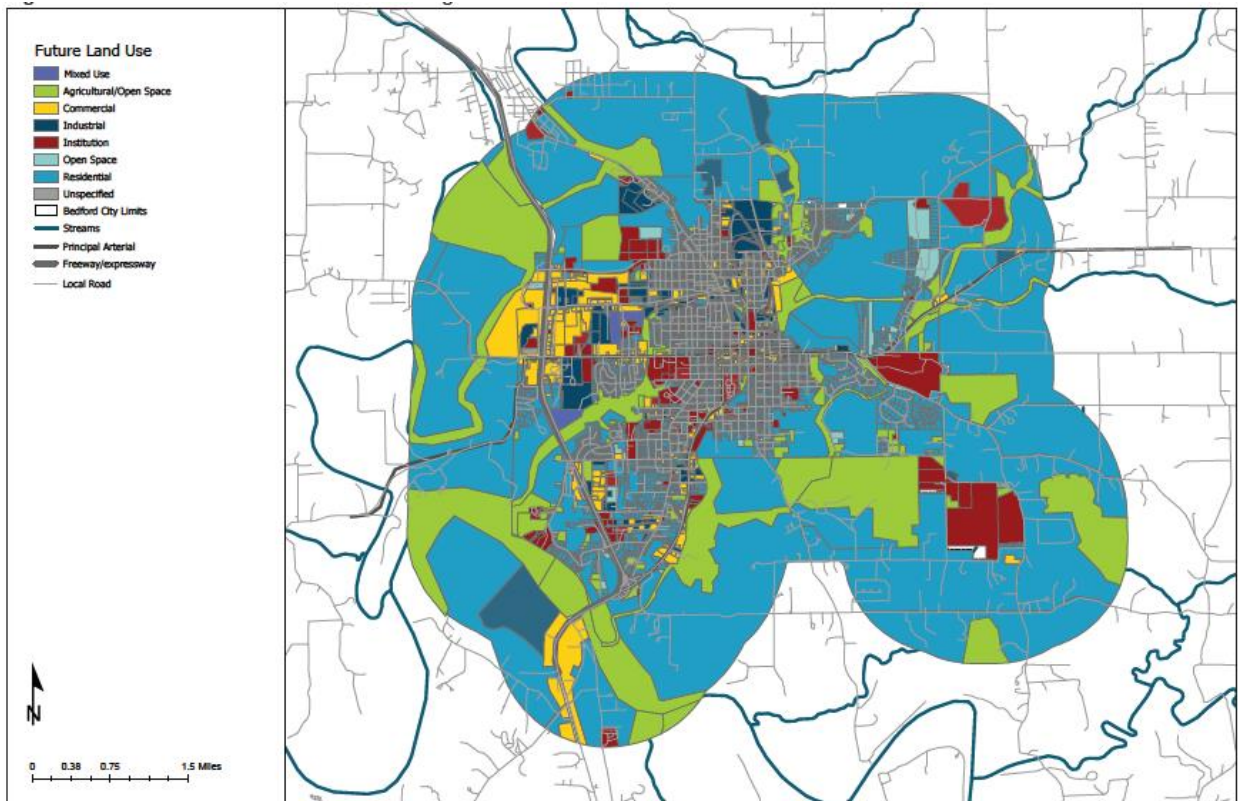 Future Land Use
Mixed Use
Agricultural/Open Space
Commercial
Industrial
Institution
Open Space
Residential
Unspecified
Bedford City Limits
Streams
Principal Arterial
Freeway/expressway
Local Road
N
0 0.38 0.75 1.5 Miles